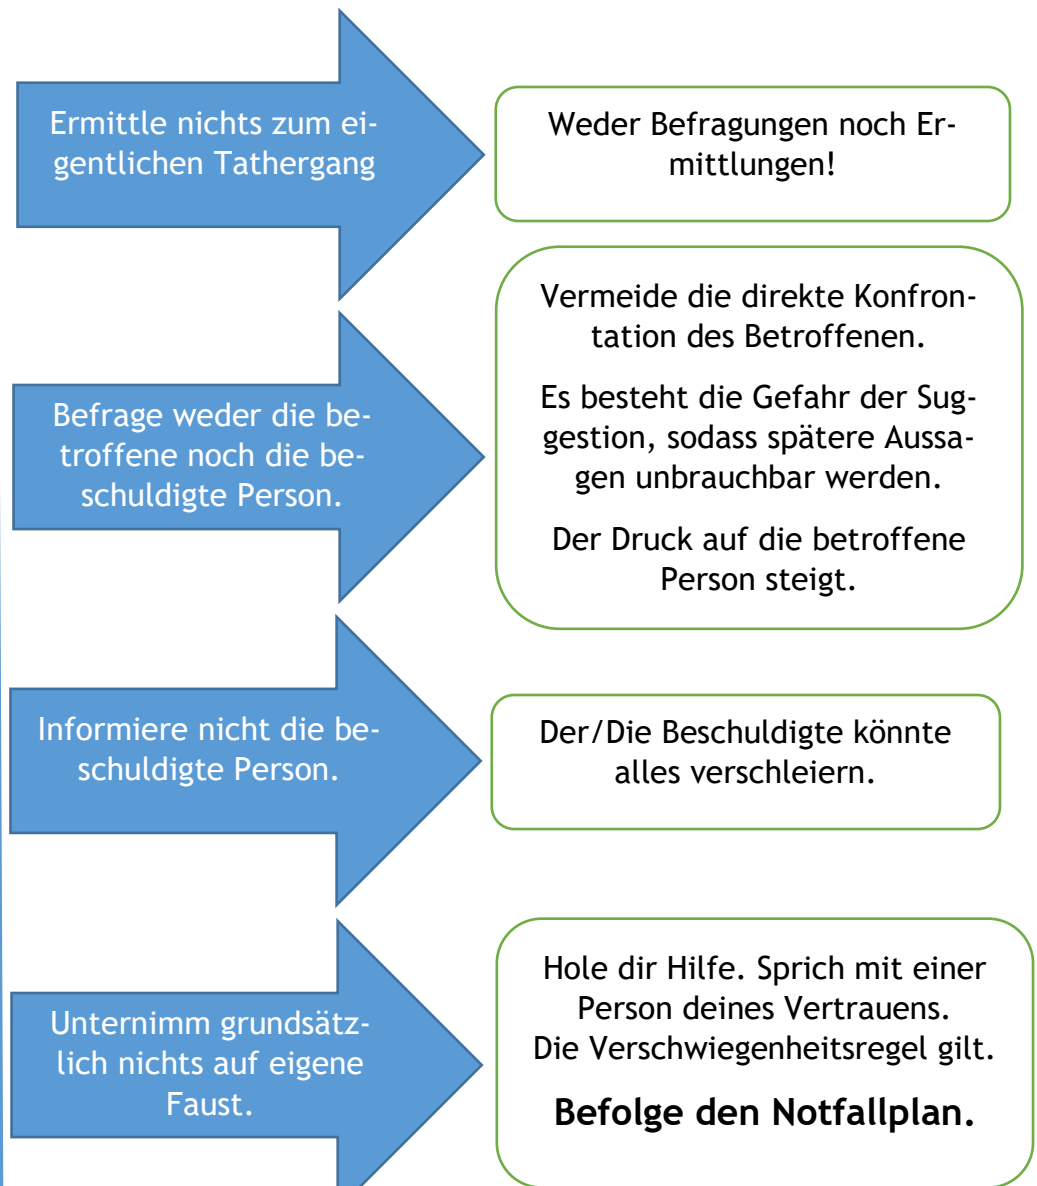 Ermittle nichts zum ei-
gentlichen Tathergang
Weder Befragungen noch Er-
mittlungen!
Befrage weder die be-
troffene noch die be-
schuldigte Person.
Vermeide die direkte Konfron-
tation des Betroffenen.
Es besteht die Gefahr der Sug-
gestion, sodass spätere Aussa-
gen unbrauchbar werden.
Der Druck auf die betroffene
Person steigt.
Informiere nicht die be-
schuldigte Person.
Der/Die Beschuldigte könnte
alles verschleiern.
Unternimm grundsätz-
lich nichts auf eigene
Faust.
Hole dir Hilfe. Sprich mit einer
Person deines Vertrauens.
Die Verschwiegenheitsregel gilt.
Befolge den Notfallplan.